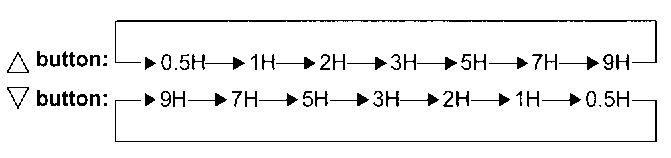 △ button: ►0.5H—►1H—►2H—►3H—►5H—►7H—►9H
▽ button: ►9H—►7H—►5H—►3H—►2H—►1H—►0.5H